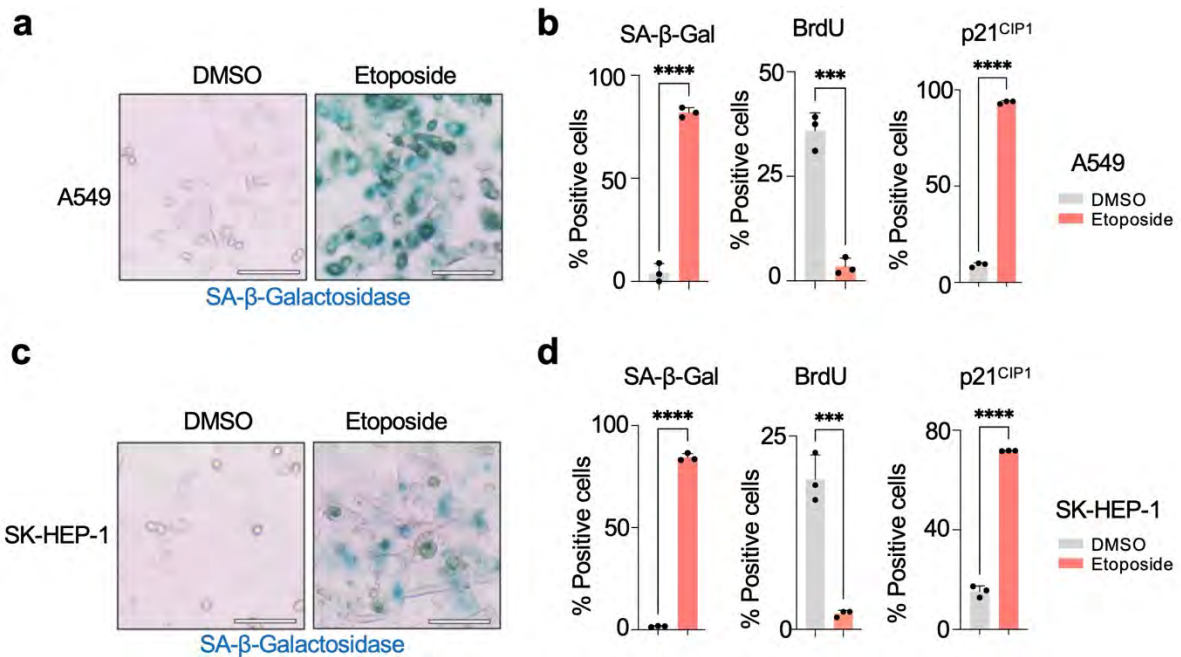 a
DMSO
Etoposide
A549
SA-β-Galactosidase
b
SA-β-Gal
BrdU
p21CIP1
% Positive cells
100
50
0
****
% Positive cells
50
25
0
***
% Positive cells
100
50
0
****
A549
DMSO
Etoposide
c
DMSO
Etoposide
SK-HEP-1
SA-β-Galactosidase
d
SA-β-Gal
BrdU
p21CIP1
% Positive cells
100
50
0
****
% Positive cells
25
0
***
% Positive cells
80
40
0
****
SK-HEP-1
DMSO
Etoposide